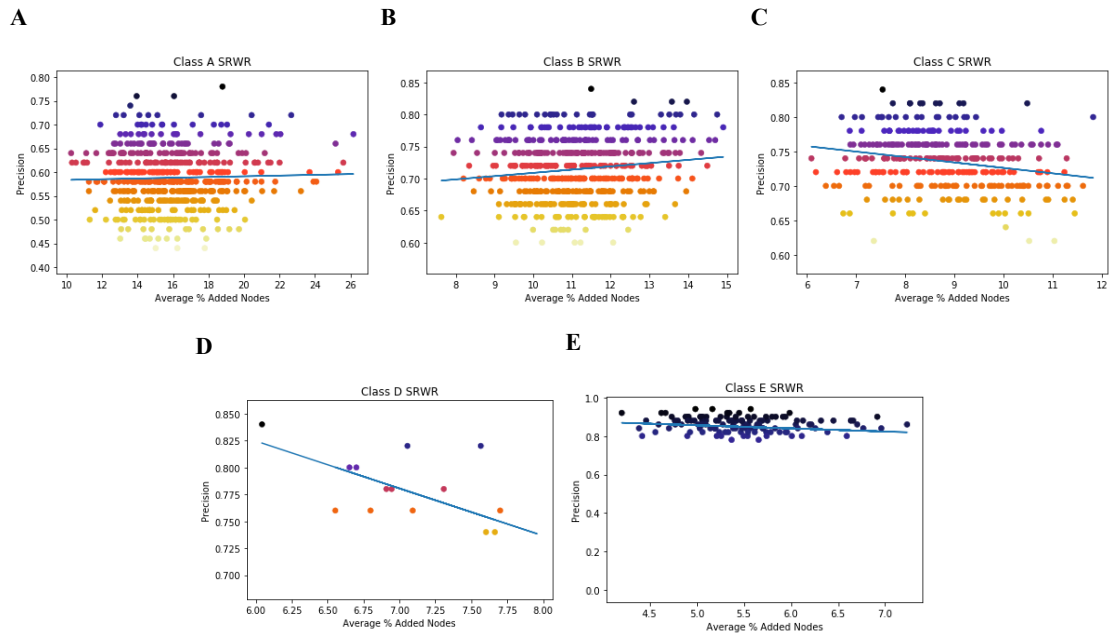 A
B
C
Class A SRWR
Class B SRWR
Class C SRWR
Precision
0.80
0.75
0.70
0.65
0.60
0.55
0.50
0.45
0.40
10 12 14 16 18 20 22 24 26
Average % Added Nodes
Precision
0.85
0.80
0.75
0.70
0.65
0.60
8 9 10 11 12 13 14 15
Average % Added Nodes
Precision
0.85
0.80
0.75
0.70
0.65
0.60
6 7 8 9 10 11 12
Average % Added Nodes
D
E
Class D SRWR
Class E SRWR
Precision
0.850
0.825
0.800
0.775
0.750
0.725
0.700
6.00 6.25 6.50 6.75 7.00 7.25 7.50 7.75 8.00
Average % Added Nodes
Precision
1.0
0.8
0.6
0.4
0.2
0.0
4.5 5.0 5.5 6.0 6.5 7.0
Average % Added Nodes